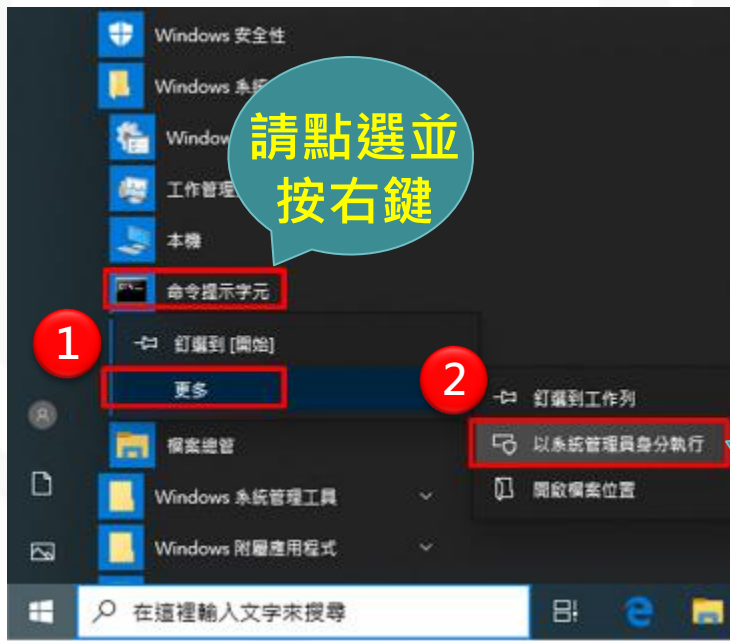 Windows 安全性
Windows 系統
Window
請點選並
按右鍵
工作管理
本機
命令提示字元
1
釘選到 [開始]
更多
2
釘選到工作列
以系統管理員身分執行
檔案總管
開啟檔案位置
Windows 系統管理工具
Windows 附屬應用程式
在這裡輸入文字來搜尋